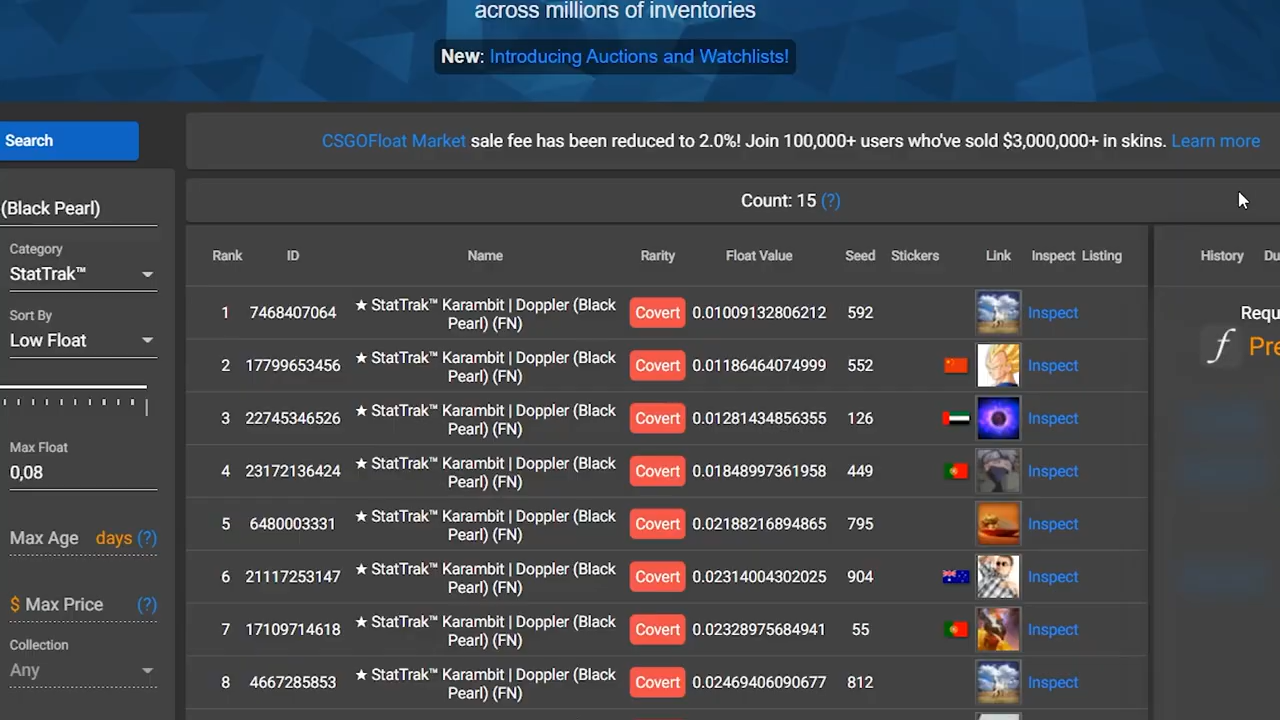 across millions of inventories
New: Introducing Auctions and Watchlists!
Search
CSGOFloat Market sale fee has been reduced to 2.0%! Join 100,000+ users who've sold $3,000,000+ in skins. Learn more
(Black Pearl)
Category
StatTrak™
Sort By
Low Float
Max Float
0,08
Max Age days (?)
$ Max Price (?)
Collection
Any
Count: 15 (?)
Rank ID Name Rarity Float Value Seed Stickers Link Inspect Listing
1 7468407064 ★ StatTrak™ Karambit | Doppler (Black
Pearl) (FN) Covert 0.01009132806212 592 Inspect
2 17799653456 ★ StatTrak™ Karambit | Doppler (Black
Pearl) (FN) Covert 0.01186464074999 552 Inspect
3 22745346526 ★ StatTrak™ Karambit | Doppler (Black
Pearl) (FN) Covert 0.01281434856355 126 Inspect
4 23172136424 ★ StatTrak™ Karambit | Doppler (Black
Pearl) (FN) Covert 0.01848997361958 449 Inspect
5 6480003331 ★ StatTrak™ Karambit | Doppler (Black
Pearl) (FN) Covert 0.02188216894865 795 Inspect
6 21117253147 ★ StatTrak™ Karambit | Doppler (Black
Pearl) (FN) Covert 0.02314004302025 904 Inspect
7 17109714618 ★ StatTrak™ Karambit | Doppler (Black
Pearl) (FN) Covert 0.02328975684941 55 Inspect
8 4667285853 ★ StatTrak™ Karambit | Doppler (Black
Pearl) (FN) Covert 0.02469406090677 812 Inspect
History Du
Requ
f Pre